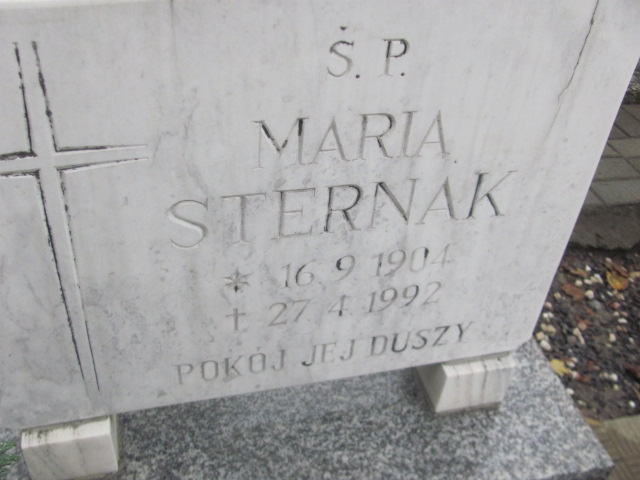 Ś. P.
MARIA
STERNAK
* 16 9 1904
† 27 4 1992
POKÓJ JEJ DUSZY